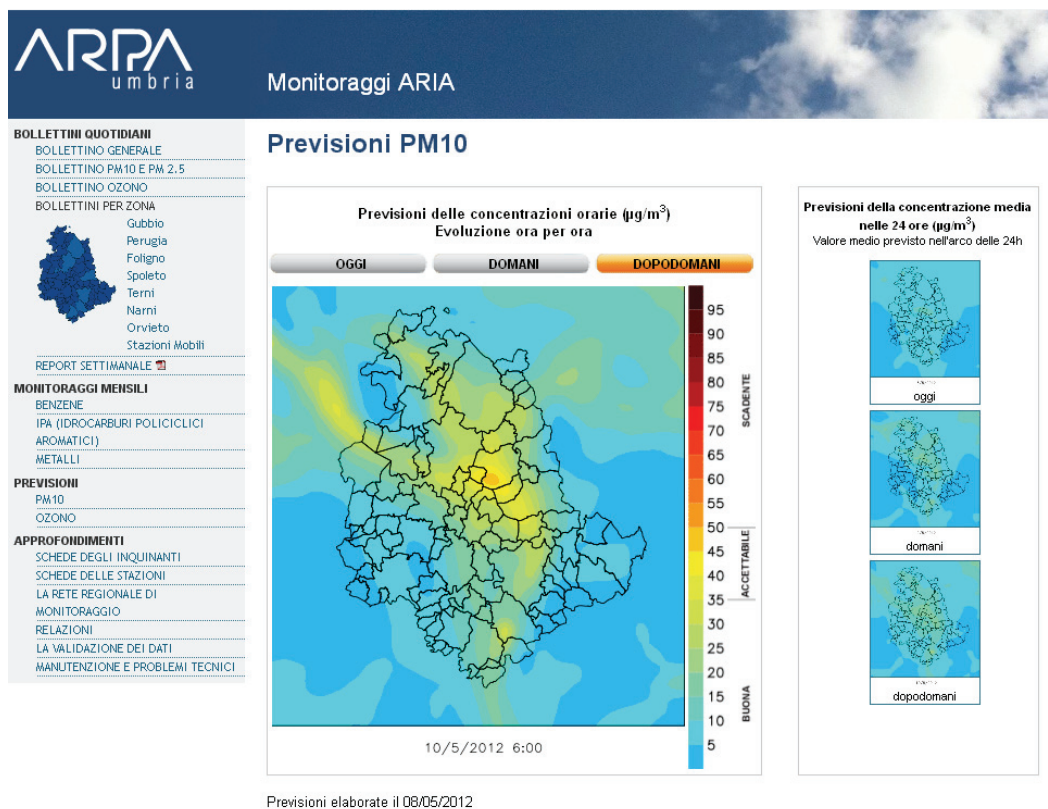 ARPA
umbria
Monitoraggi ARIA
BOLLETTINI QUOTIDIANI
BOLLETTINO GENERALE
BOLLETTINO PM10 E PM 2.5
BOLLETTINO OZONO
BOLLETTINI PER ZONA
Gubbio
Perugia
Foligno
Spoleto
Terni
Narni
Orvieto
Stazioni Mobili
REPORT SETTIMANALE
MONITORAGGI MENSILI
BENZENE
IPA (IDROCARBURI POLICICLICI
AROMATICI)
METALLI
PREVISIONI
PM10
OZONO
APPROFONDIMENTI
SCHEDE DEGLI INQUINANTI
SCHEDE DELLE STAZIONI
LA RETE REGIONALE DI
MONITORAGGIO
RELAZIONI
LA VALIDAZIONE DEI DATI
MANUTENZIONE E PROBLEMI TECNICI
Previsioni PM10
Previsioni delle concentrazioni orarie (µg/m³)
Evoluzione ora per ora
OGGI
DOMANI
DOPODOMANI
95
90
85
80
75
70
65
60
55
50
45
40
35
30
25
20
15
10
5
SCADENTE
ACCETTABILE
BUONA
10/5/2012 6:00
Previsioni elaborate il 08/05/2012
Previsioni della concentrazione media
nelle 24 ore (µg/m³)
Valore medio previsto nell'arco delle 24h
oggi
domani
dopodomani